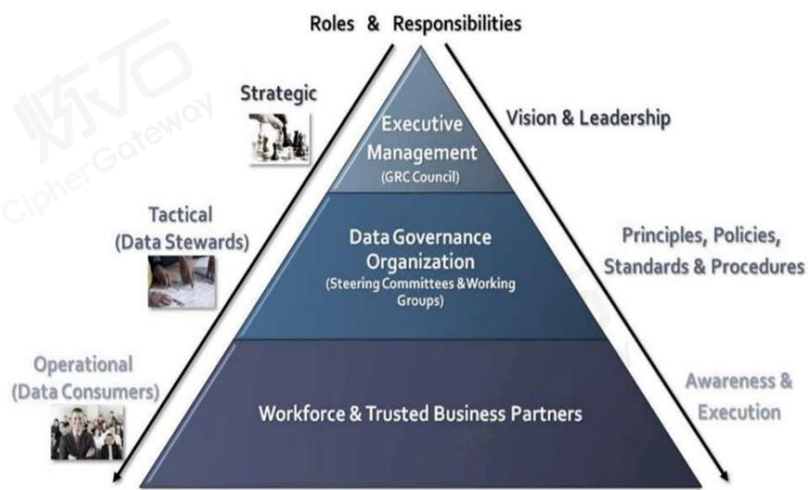 Roles & Responsibilities
Strategic
Executive
Management
(GRC Council)
Vision & Leadership
Tactical
(Data Stewards)
Data Governance
Organization
(Steering Committees & Working
Groups)
Principles, Policies,
Standards & Procedures
Operational
(Data Consumers)
Workforce & Trusted Business Partners
Awareness &
Execution
炼石
CipherGateway